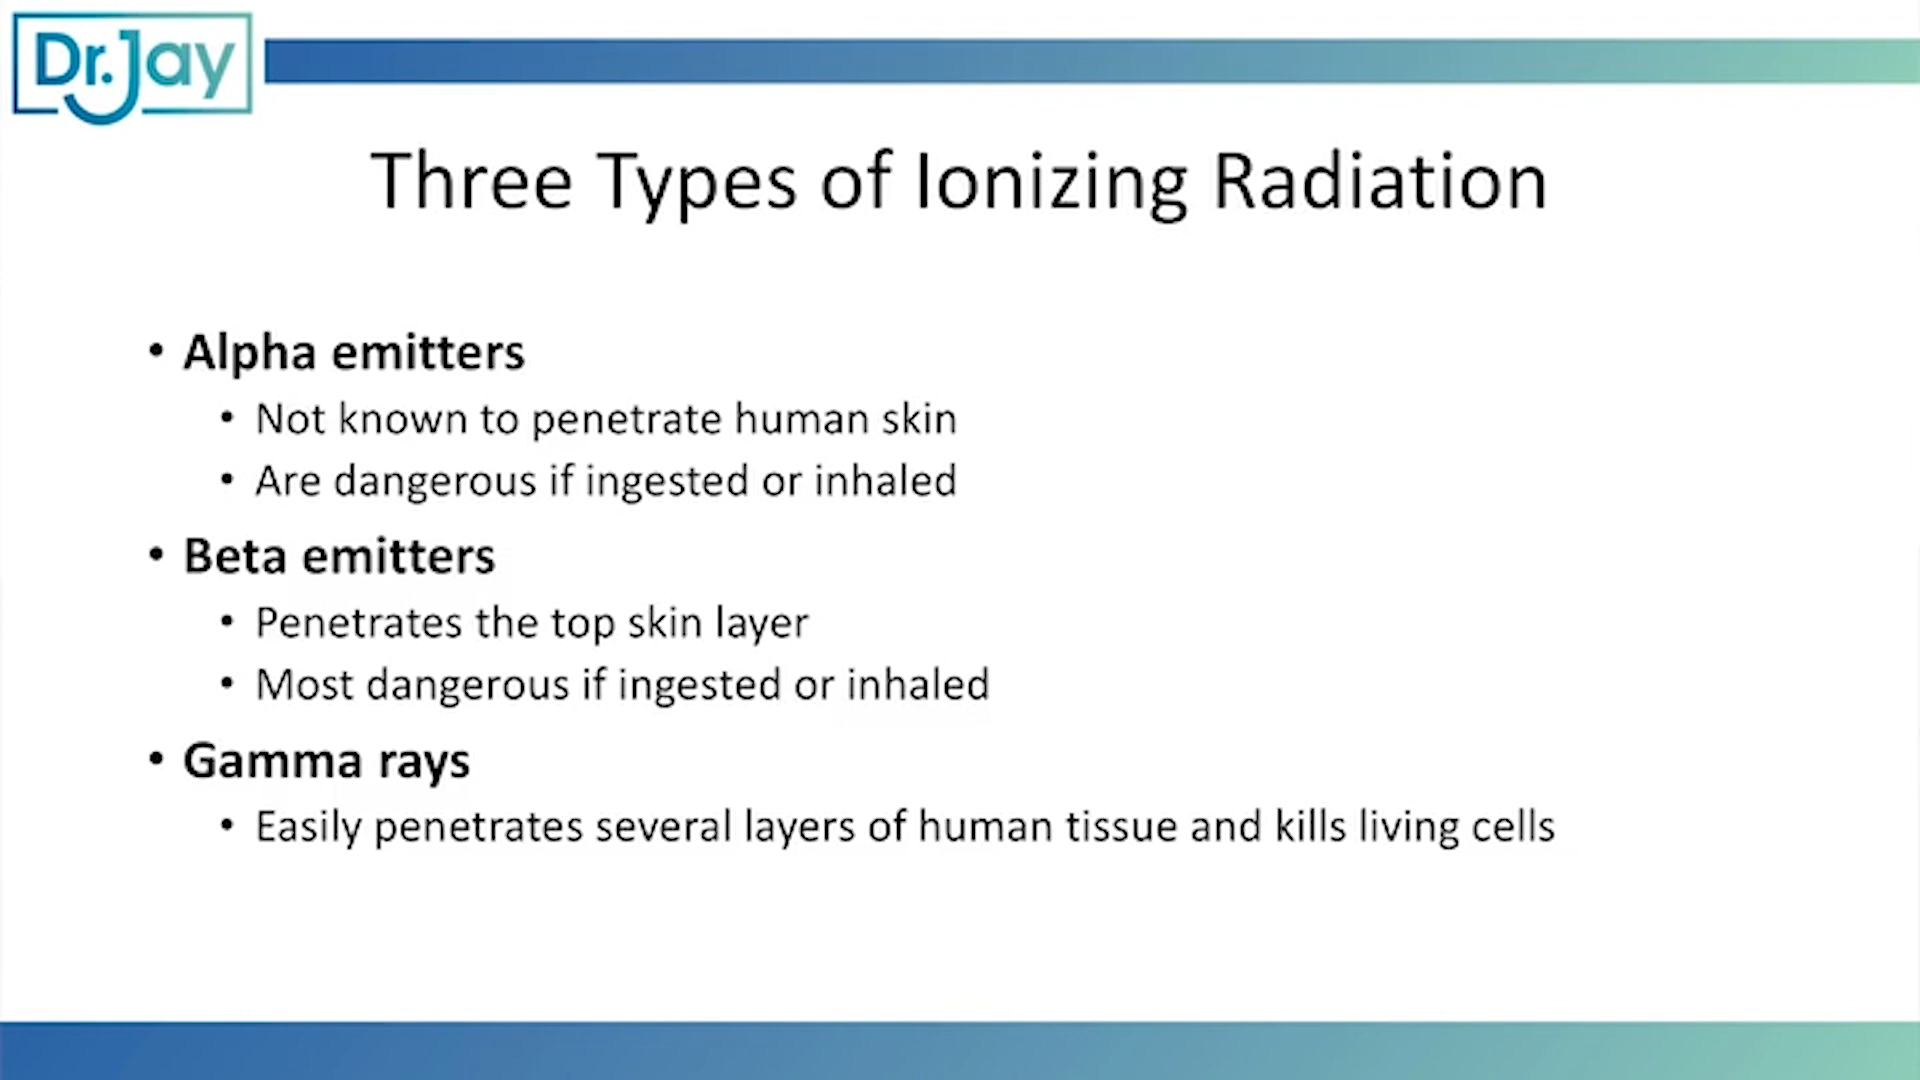 Dr. Jay
Three Types of Ionizing Radiation
• Alpha emitters
• Not known to penetrate human skin
• Are dangerous if ingested or inhaled
• Beta emitters
• Penetrates the top skin layer
• Most dangerous if ingested or inhaled
• Gamma rays
• Easily penetrates several layers of human tissue and kills living cells